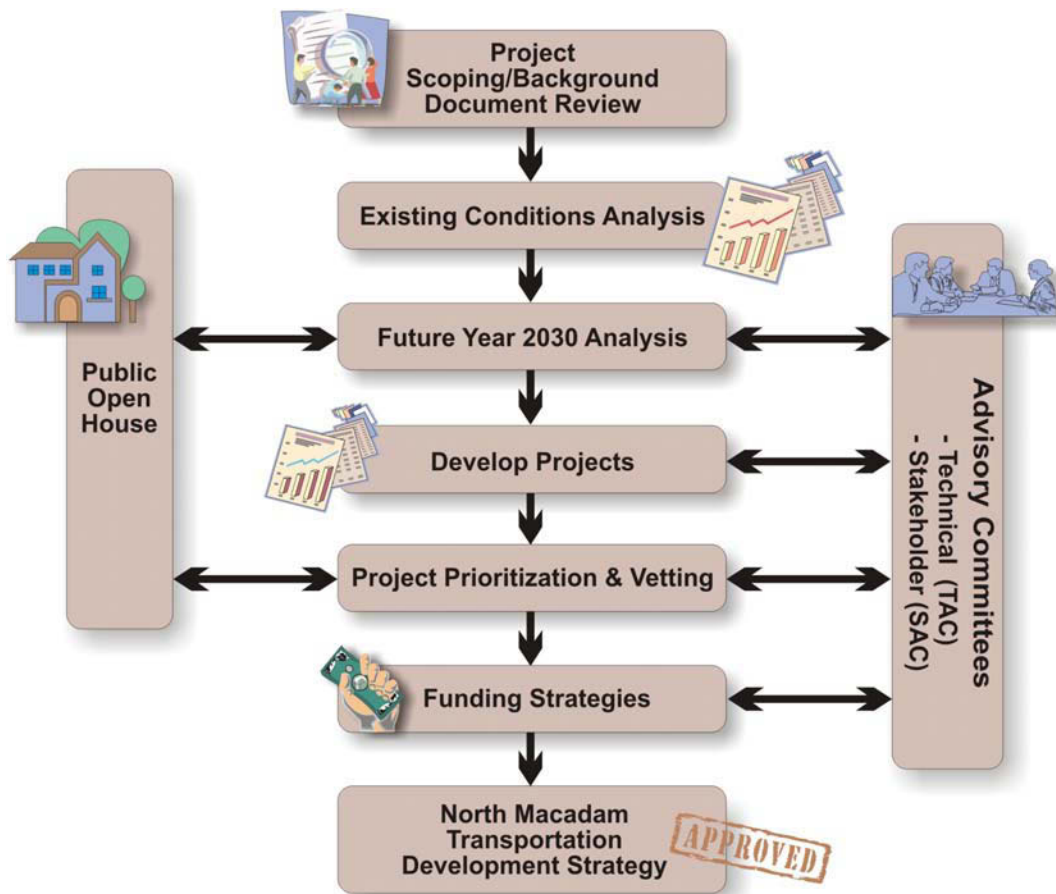 Project
Scoping/Background
Document Review
Existing Conditions Analysis
Future Year 2030 Analysis
Public
Open
House
Develop Projects
Project Prioritization & Vetting
Funding Strategies
North Macadam
Transportation
Development Strategy
APPROVED
Advisory Committees
- Technical (TAC)
- Stakeholder (SAC)